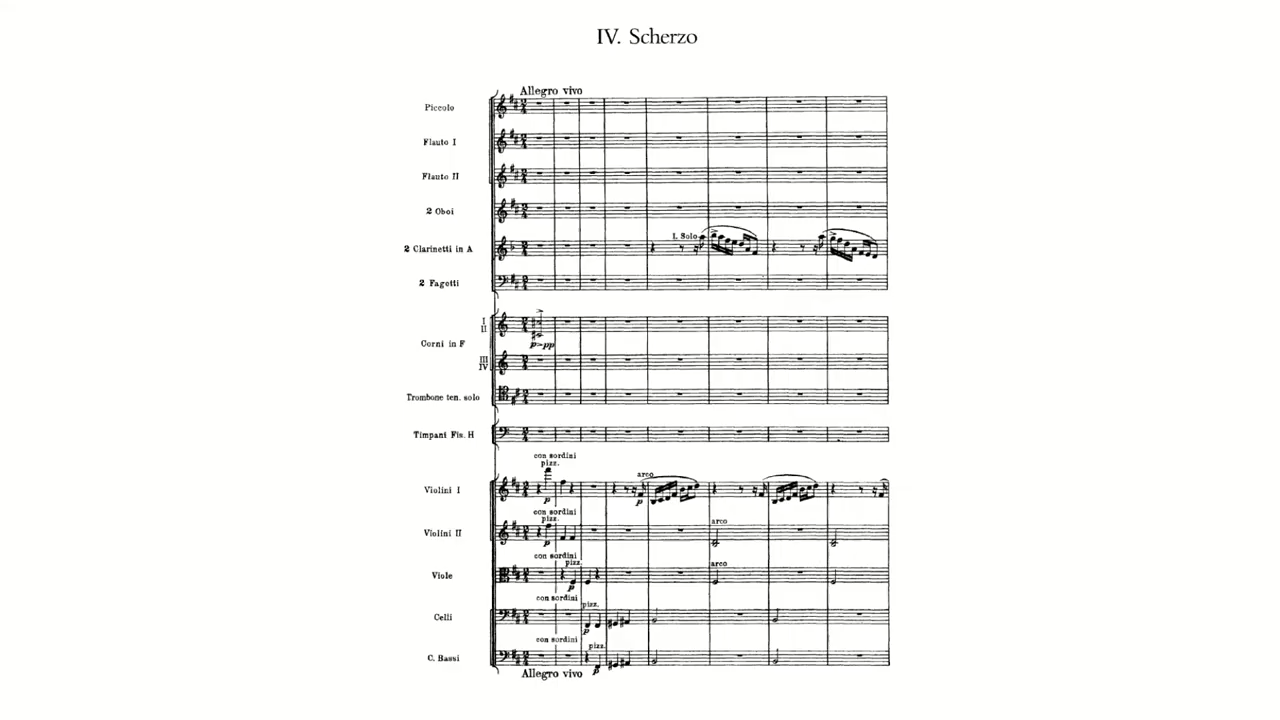 IV. Scherzo
Allegro vivo
Piccolo
Flauto I
Flauto II
2 Oboi
I. Solo
2 Clarinetti in A
2 Fagotti
I
II
Corni in F
p pp
III
IV
Trombone ten. solo
Timpani Fis. H
con sordini
pizz.
arco
Violini I
p
p
con sordini
pizz.
arco
Violini II
p
con sordini
pizz.
arco
Viole
p
con sordini
pizz.
Celli
p
con sordini
pizz.
C. Bassi
p
Allegro vivo